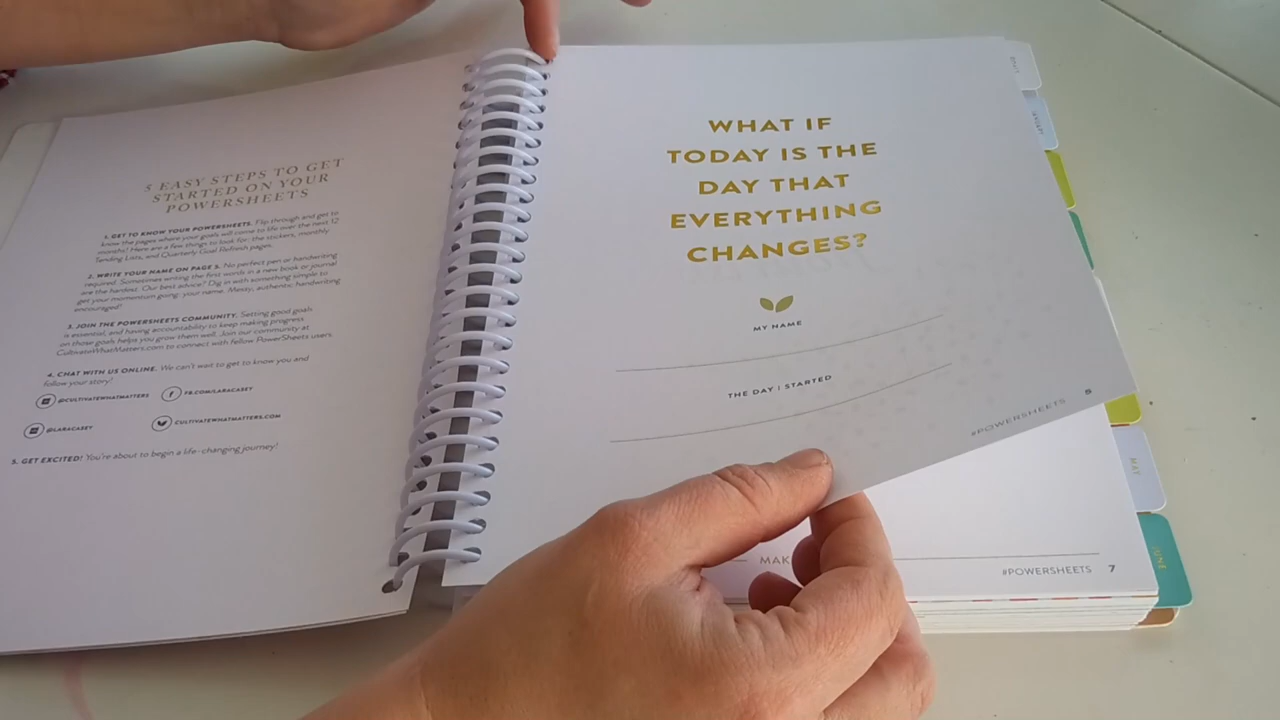 5 EASY STEPS TO GET
STARTED ON YOUR
POWERSHEETS
1. GET TO KNOW YOUR POWERSHEETS. Flip through and get to
know the pages where your goals will come to life over the next 12
months! Here are a few things to look for: the stickers, monthly
Tending Lists, and Quarterly Goal Refresh pages.
2. WRITE YOUR NAME ON PAGE 5. No perfect pen or handwriting
required. Sometimes writing the first words in a new book or journal
are the hardest. Our best advice? Dig in with something simple to
get your momentum going: your name. Messy, authentic handwriting
encouraged!
3. JOIN THE POWERSHEETS COMMUNITY. Setting good goals
is essential, and having accountability to keep making progress
on those goals helps you grow them well. Join our community at
CultivateWhatMatters.com to connect with fellow PowerSheets users.
4. CHAT WITH US ONLINE. We can't wait to get to know you and
follow your story!
@CULTIVATEWHATMATTERS FB.COM/LARACASEY
@LARACASEY CULTIVATEWHATMATTERS.COM
5. GET EXCITED! You're about to begin a life-changing journey!
WHAT IF
TODAY IS THE
DAY THAT
EVERYTHING
CHANGES?
MY NAME
THE DAY I STARTED
#POWERSHEETS 5
MAK
#POWERSHEETS 7
MAY
JUNE